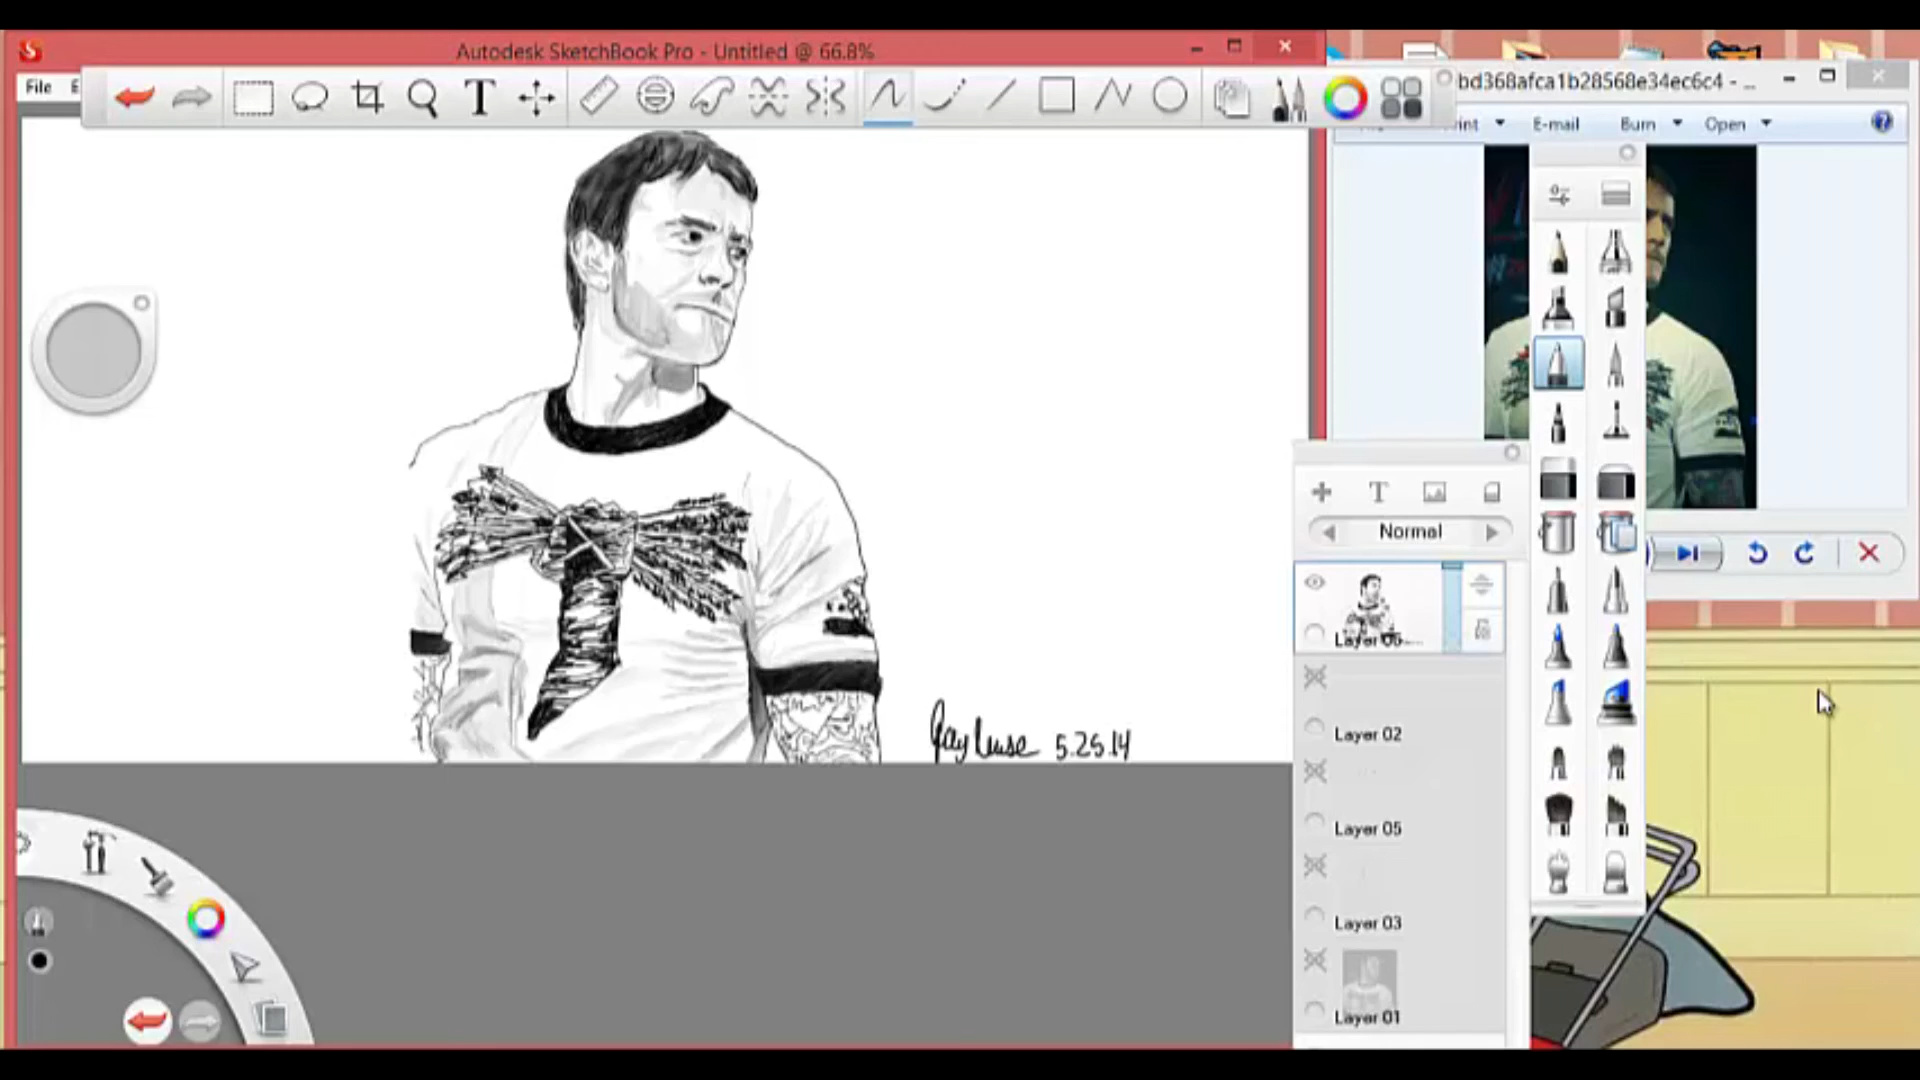 Autodesk SketchBook Pro - Untitled @ 66.8%
File
bd368afca1b28568e34ec6c4 - ...
E-mail
Burn
Open
Normal
Layer 02
Layer 05
Layer 03
Layer 01
5.25.14